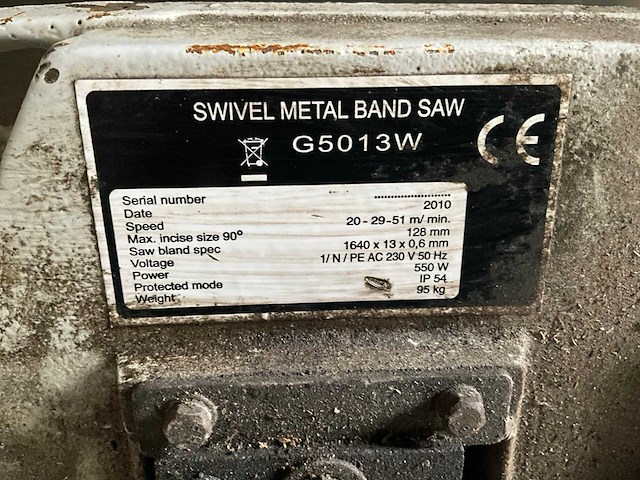 SWIVEL METAL BAND SAW
G5013W
CE
Serial number ......................
Date 2010
Speed 20 - 29 - 51 m/ min.
Max. incise size 90° 128 mm
Saw bland spec 1640 x 13 x 0,6 mm
Voltage 1/ N / PE AC 230 V 50 Hz
Power 550 W
Protected mode IP 54
Weight 95 kg